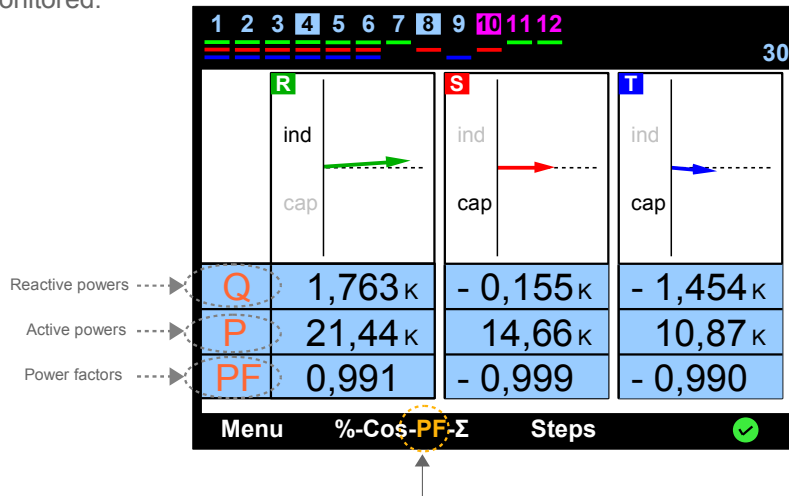 onitored:
1 2 3 4 5 6 7 8 9 10 11 12
30
R S T
ind ind ind
cap cap cap
Reactive powers Q 1,763 K - 0,155 K - 1,454 K
Active powers P 21,44 K 14,66 K 10,87 K
Power factors PF 0,991 - 0,999 - 0,990
Menu %-Cos-PF-Σ Steps